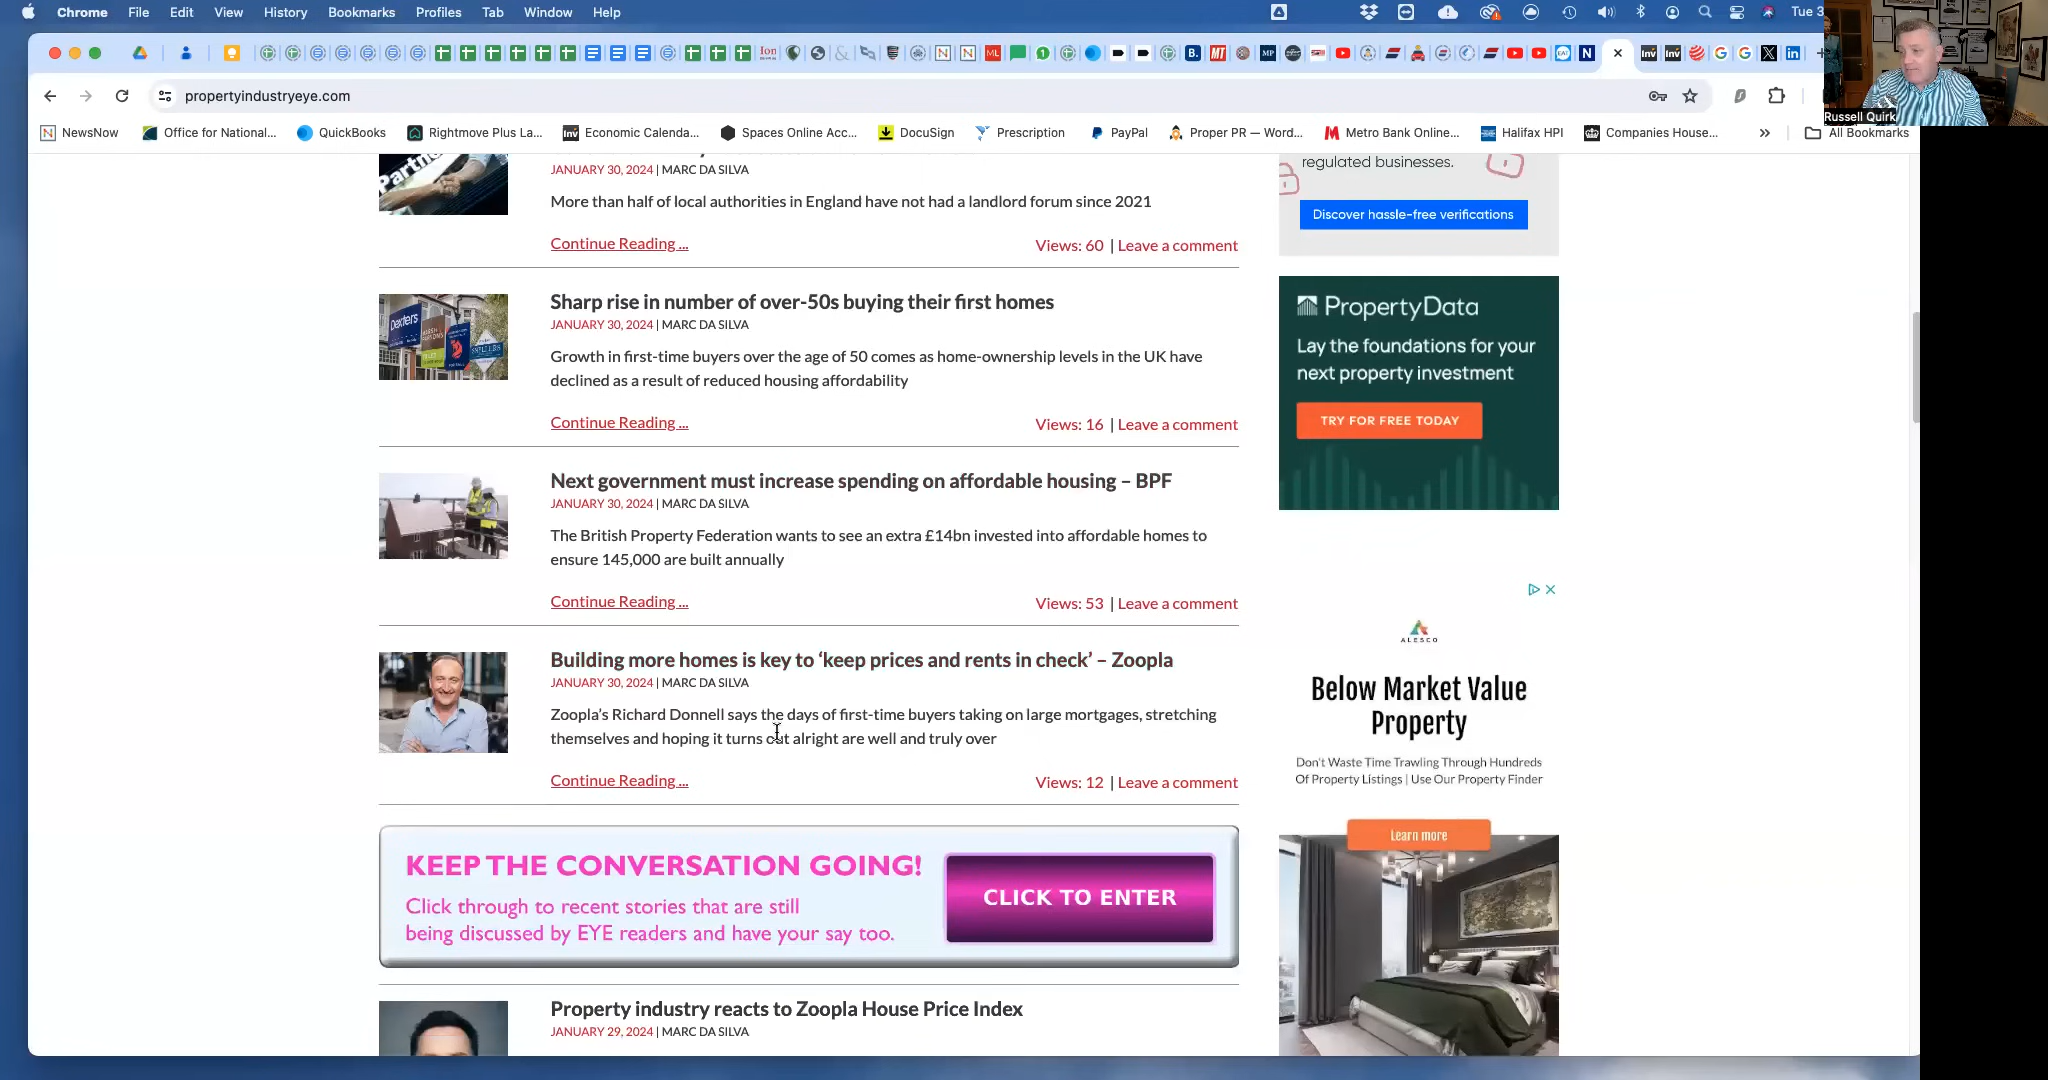 Chrome File Edit View History Bookmarks Profiles Tab Window Help
Tue 3
propertyindustryeye.com
Russell Quirk
NewsNow Office for National... QuickBooks Rightmove Plus La... Economic Calenda... Spaces Online Acc... DocuSign Prescription PayPal Proper PR — Word... Metro Bank Online... Halifax HPI Companies House... » All Bookmarks
Partne
JANUARY 30, 2024 | MARC DA SILVA
More than half of local authorities in England have not had a landlord forum since 2021
Continue Reading ...
Views: 60 | Leave a comment
Sharp rise in number of over-50s buying their first homes
JANUARY 30, 2024 | MARC DA SILVA
Growth in first-time buyers over the age of 50 comes as home-ownership levels in the UK have
declined as a result of reduced housing affordability
Continue Reading ...
Views: 16 | Leave a comment
Dexters
Next government must increase spending on affordable housing – BPF
JANUARY 30, 2024 | MARC DA SILVA
The British Property Federation wants to see an extra £14bn invested into affordable homes to
ensure 145,000 are built annually
Continue Reading ...
Views: 53 | Leave a comment
Building more homes is key to ‘keep prices and rents in check’ – Zoopla
JANUARY 30, 2024 | MARC DA SILVA
Zoopla’s Richard Donnell says the days of first-time buyers taking on large mortgages, stretching
themselves and hoping it turns out alright are well and truly over
Continue Reading ...
Views: 12 | Leave a comment
KEEP THE CONVERSATION GOING!
Click through to recent stories that are still
being discussed by EYE readers and have your say too.
CLICK TO ENTER
Property industry reacts to Zoopla House Price Index
JANUARY 29, 2024 | MARC DA SILVA
regulated businesses.
Discover hassle-free verifications
PropertyData
Lay the foundations for your
next property investment
TRY FOR FREE TODAY
ALESCO
Below Market Value
Property
Don't Waste Time Trawling Through Hundreds
Of Property Listings | Use Our Property Finder
Learn more